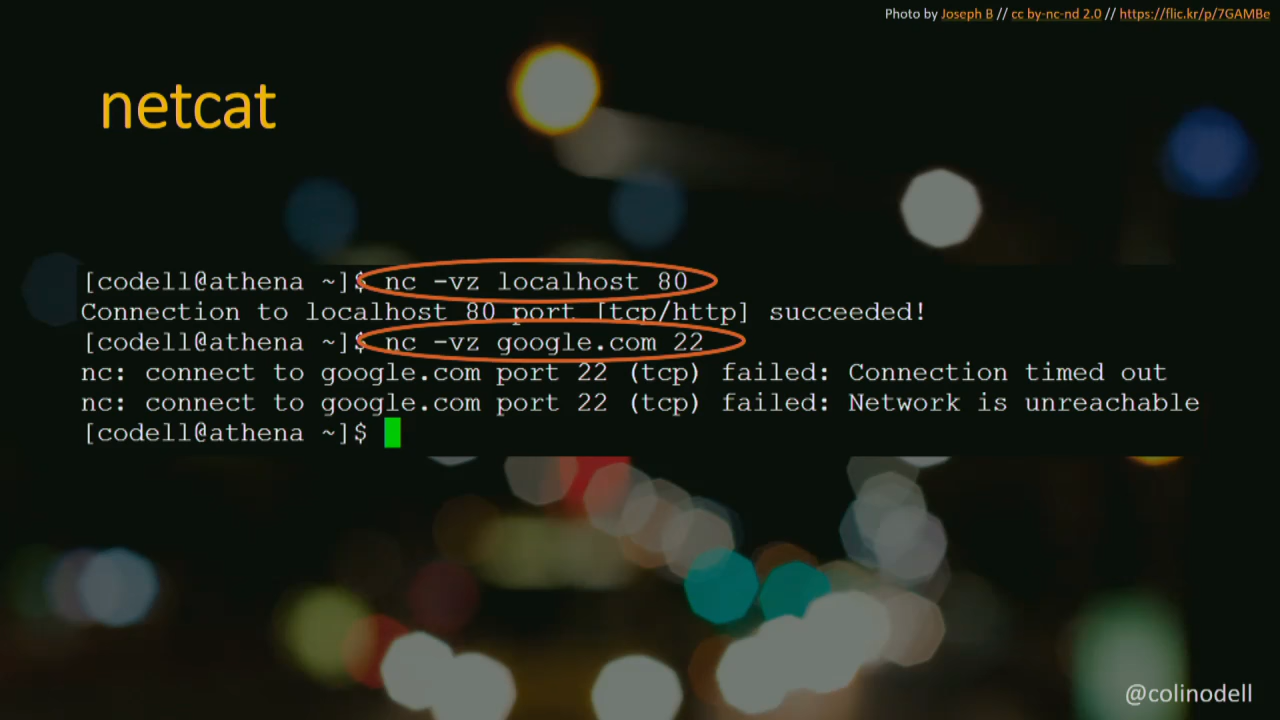 Photo by Joseph B // cc by-nc-nd 2.0 // https://flic.kr/p/7GAMBe
netcat
[codell@athena ~]$ nc -vz localhost 80
Connection to localhost 80 port [tcp/http] succeeded!
[codell@athena ~]$ nc -vz google.com 22
nc: connect to google.com port 22 (tcp) failed: Connection timed out
nc: connect to google.com port 22 (tcp) failed: Network is unreachable
[codell@athena ~]$
@colinodell